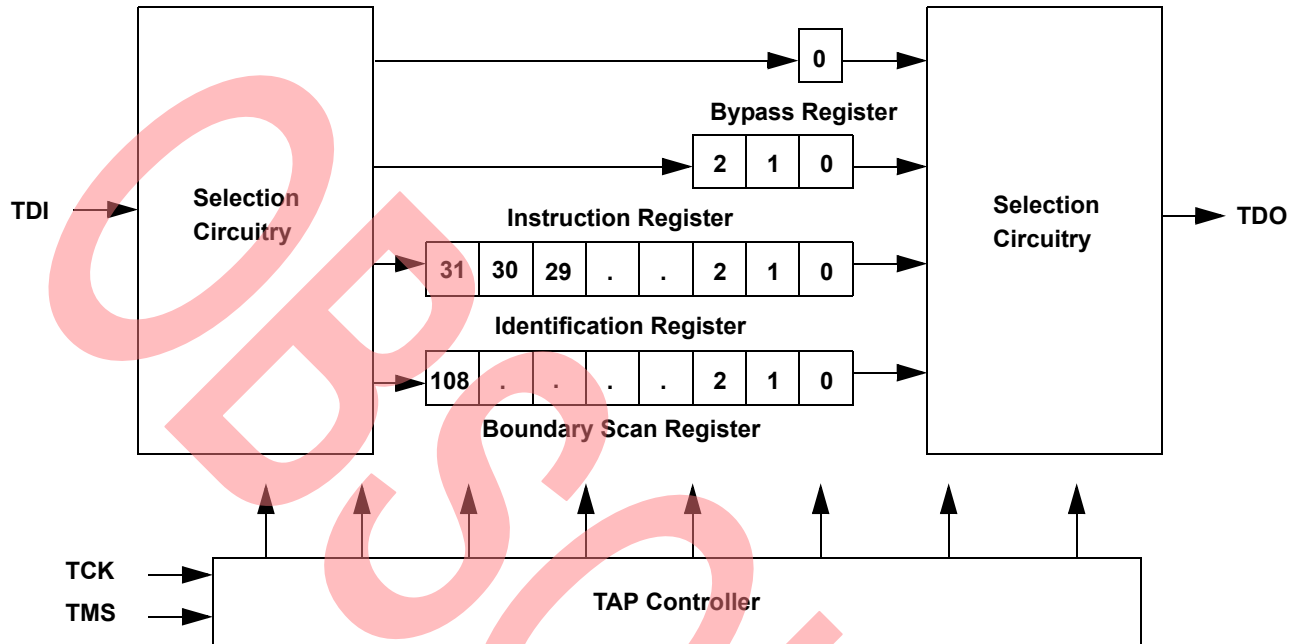 0
Bypass Register
2 1 0
TDI
Selection
Circuitry
Selection
Circuitry
TDO
Instruction Register
31 30 29 . . 2 1 0
Identification Register
108 . . . . 2 1 0
Boundary Scan Register
TCK
TMS
TAP Controller